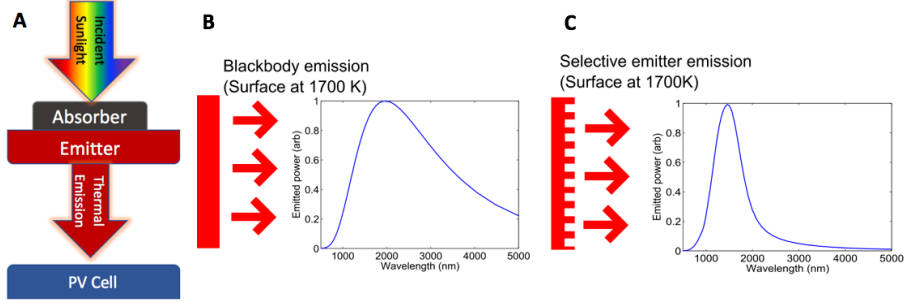 A
Incident
Sunlight
Absorber
Emitter
Thermal
Emission
PV Cell
B
Blackbody emission
(Surface at 1700 K)
Emitted power (arb)
1
0.8
0.6
0.4
0.2
0
1000 2000 3000 4000 5000
Wavelength (nm)
C
Selective emitter emission
(Surface at 1700K)
Emitted power (arb)
1
0.8
0.6
0.4
0.2
0
1000 2000 3000 4000 5000
Wavelength (nm)